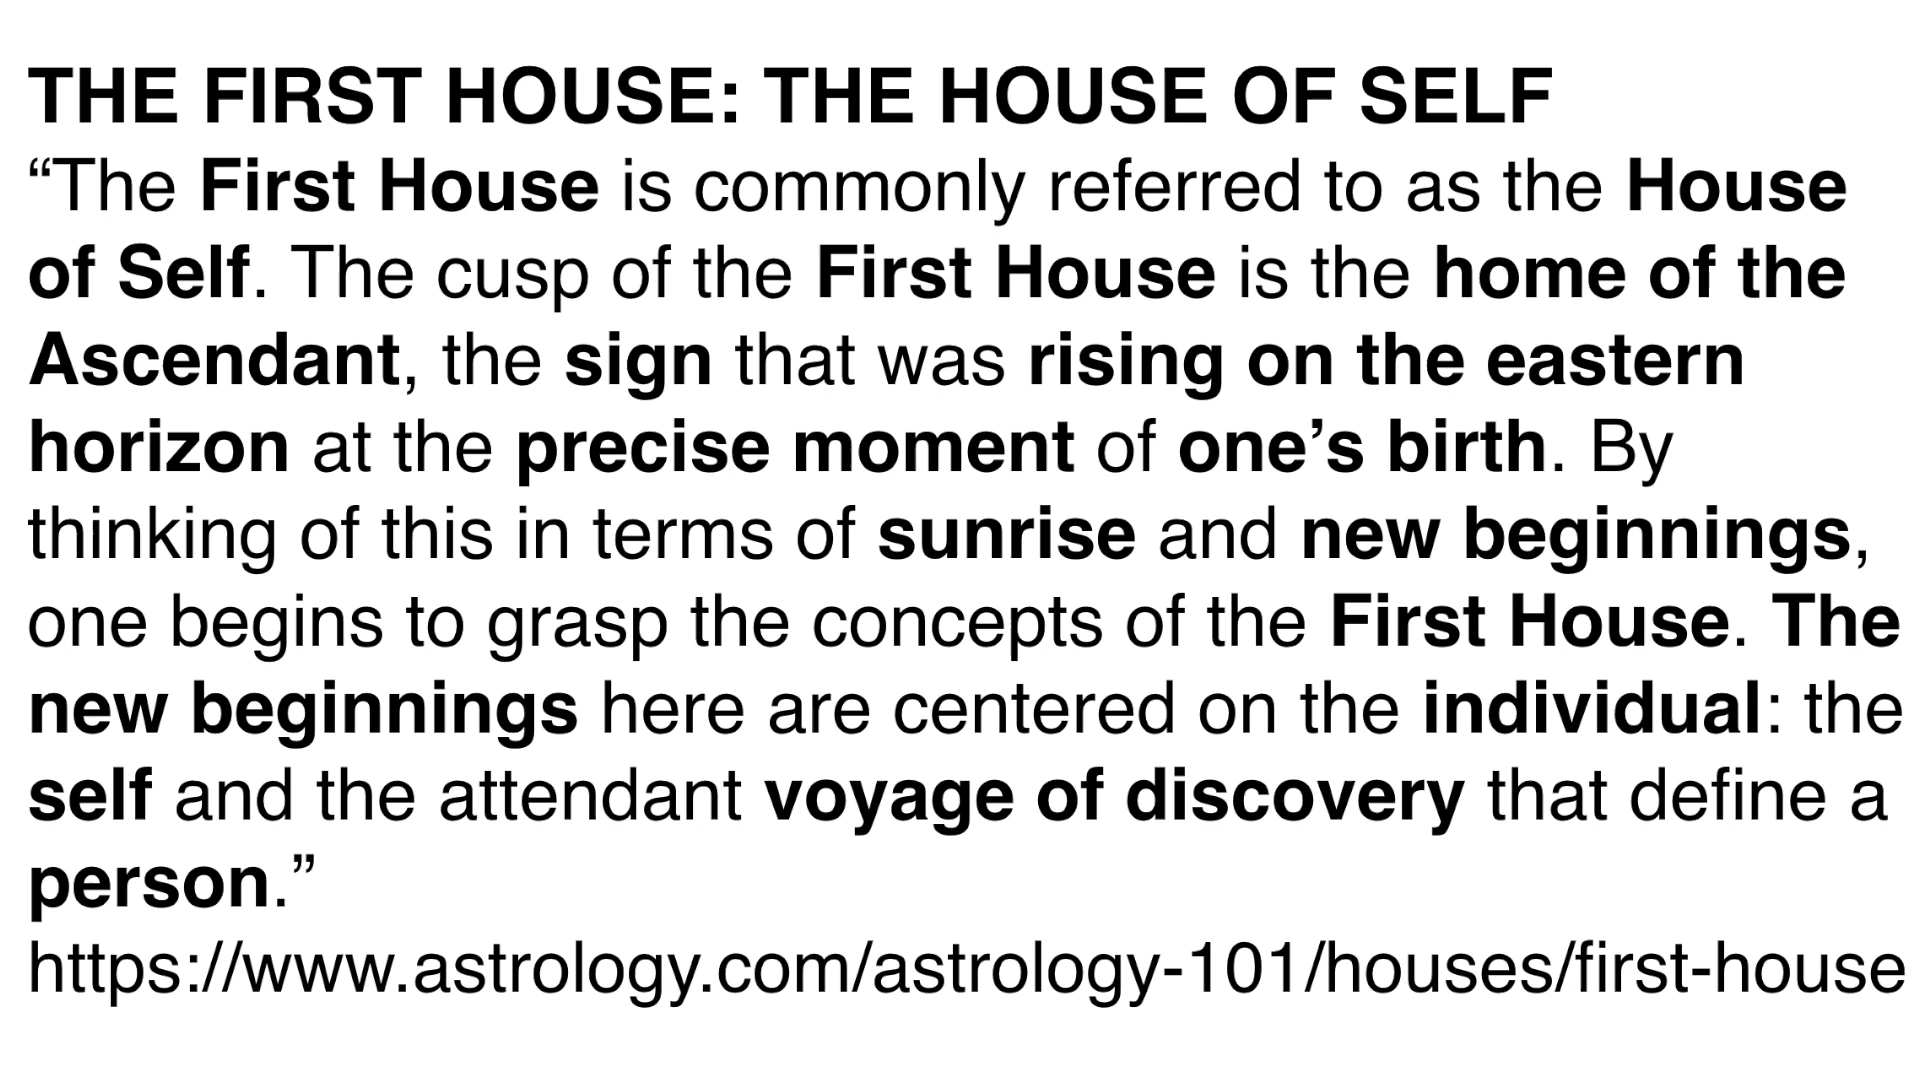 THE FIRST HOUSE: THE HOUSE OF SELF
“The First House is commonly referred to as the House
of Self. The cusp of the First House is the home of the
Ascendant, the sign that was rising on the eastern
horizon at the precise moment of one’s birth. By
thinking of this in terms of sunrise and new beginnings,
one begins to grasp the concepts of the First House. The
new beginnings here are centered on the individual: the
self and the attendant voyage of discovery that define a
person.”
https://www.astrology.com/astrology-101/houses/first-house